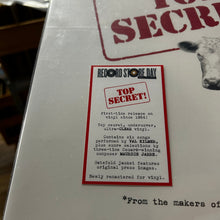 TOP
SECRET
RECORD STORE DAY
TOP
SECRET!
First-time release on
vinyl since 1984!
Top secret, undercover,
ultra-CLEAR vinyl.
Contains six songs
performed by VAL KILMER,
plus score selections by
three-time Oscar®-winning
composer MAURICE JARRE.
Gatefold jacket features
original press images.
Newly remastered for vinyl.
"From the makers o